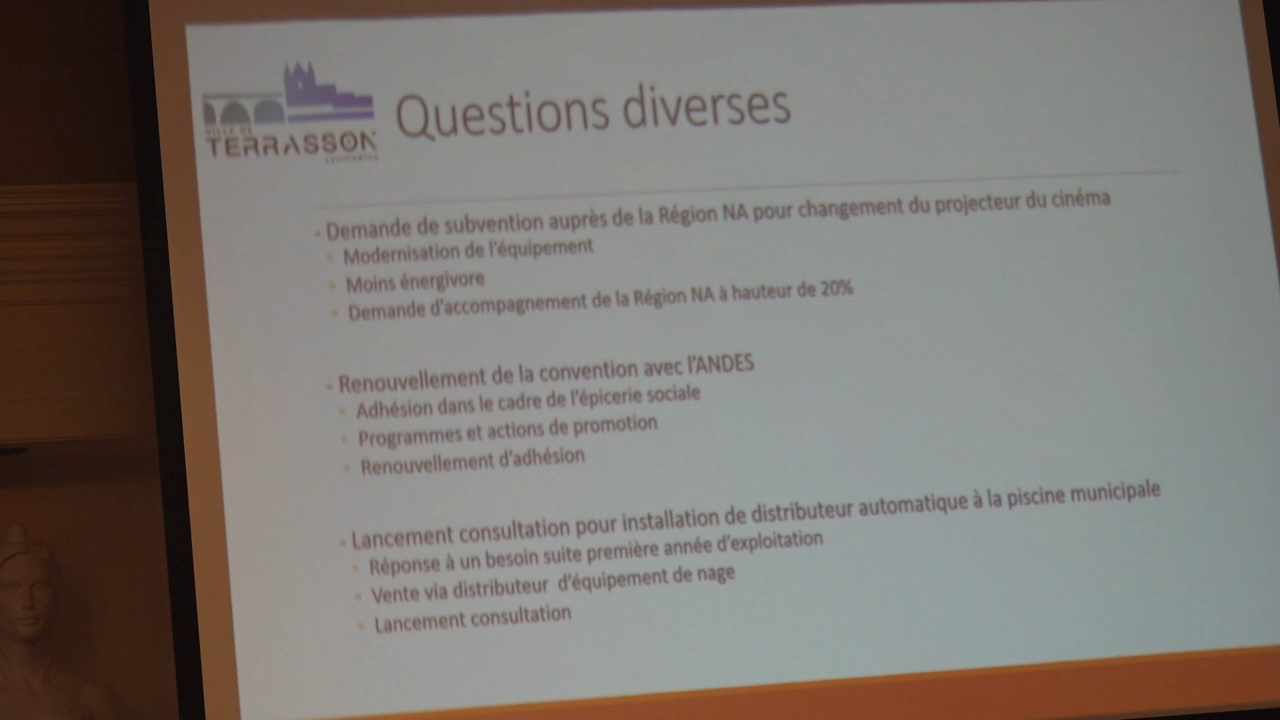 VILLE DE
TERRASSON
Questions diverses
- Demande de subvention auprès de la Région NA pour changement du projecteur du cinéma
• Modernisation de l'équipement
• Moins énergivore
• Demande d'accompagnement de la Région NA à hauteur de 20%
- Renouvellement de la convention avec l'ANDES
• Adhésion dans le cadre de l'épicerie sociale
• Programmes et actions de promotion
• Renouvellement d'adhésion
- Lancement consultation pour installation de distributeur automatique à la piscine municipale
• Réponse à un besoin suite première année d'exploitation
• Vente via distributeur d'équipement de nage
• Lancement consultation